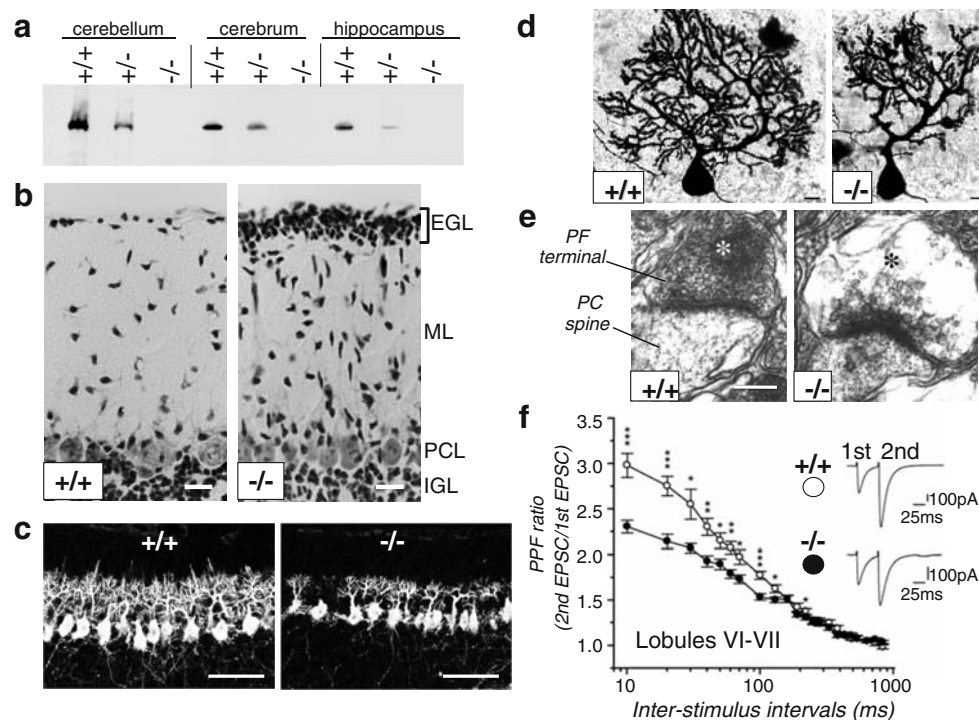 a
cerebellum cerebrum hippocampus
+/+ +/- -/- +/+ +/- -/- +/+ +/- -/-
b
EGL
ML
PCL
IGL
+/+
-/-
c
+/+
-/-
d
+/+
-/-
e
PF
terminal
PC
spine
*
*
+/+
-/-
f
3.5
3.0
2.5
2.0
1.5
1.0
PPF ratio
(2nd EPSC/1st EPSC)
*** *** * ** * ** *** * *
+/+
1st 2nd
100pA
25ms
-/-
100pA
25ms
Lobules VI-VII
10 100 1000
Inter-stimulus intervals (ms)